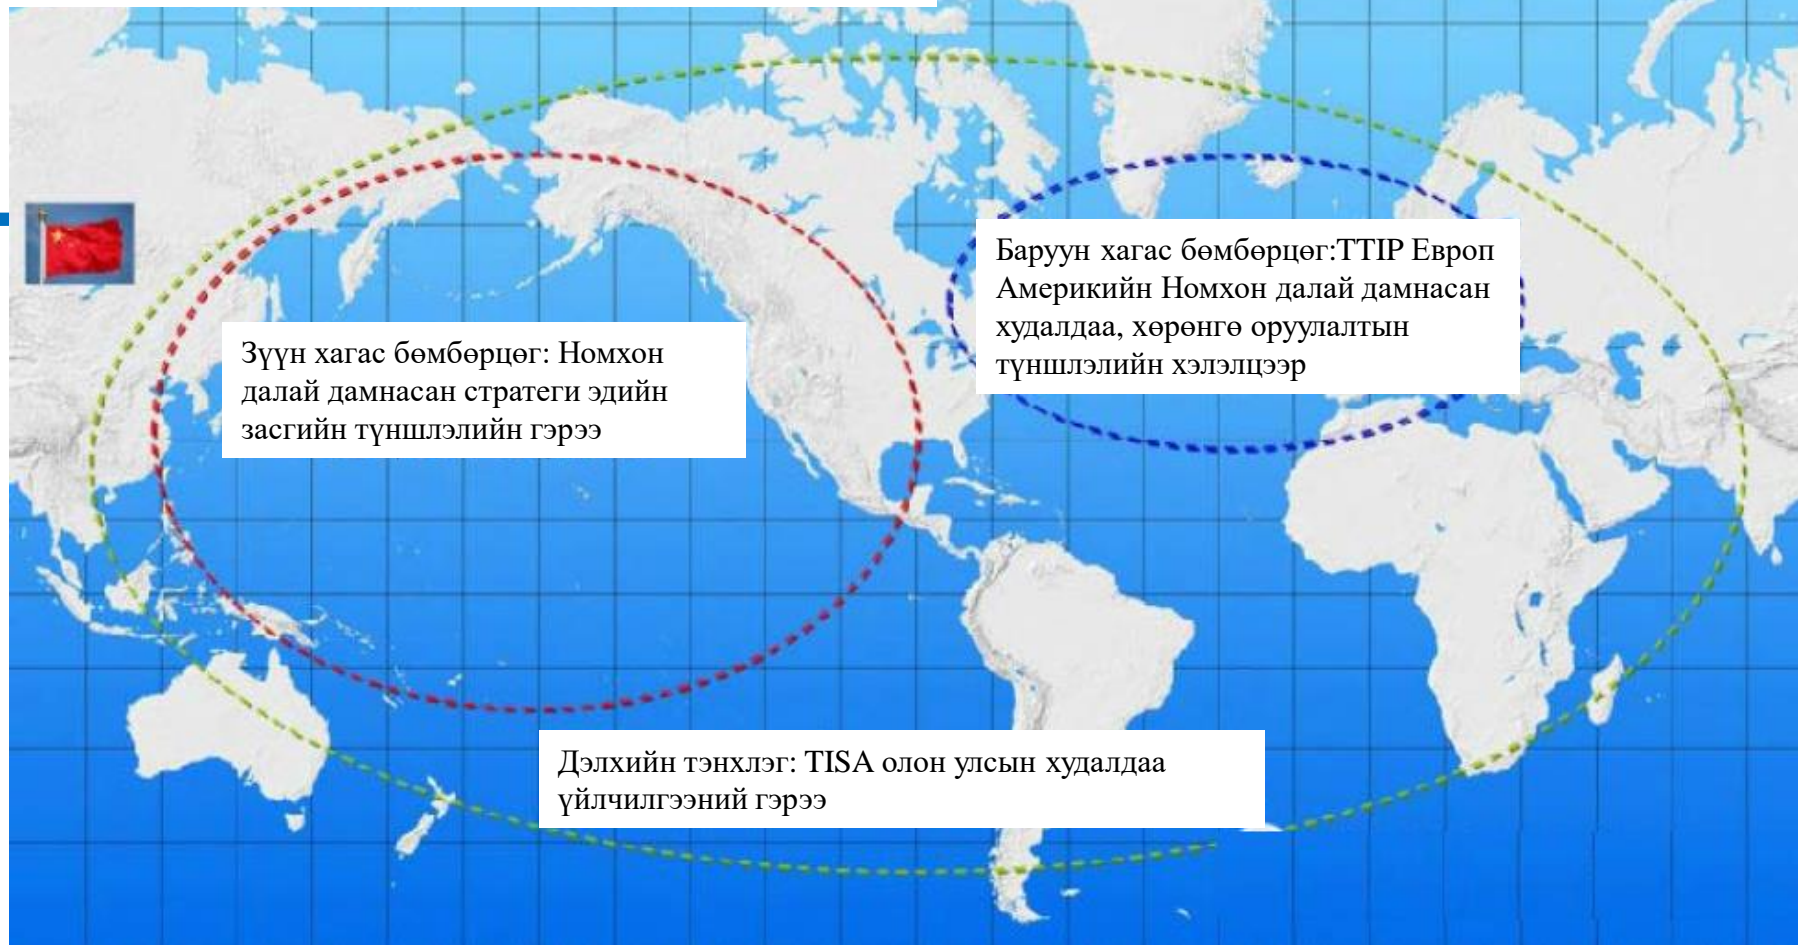 Баруун хагас бөмбөрцөг:TTIP Европ
Америкийн Номхон далай дамнасан
худалдаа, хөрөнгө оруулалтын
түншлэлийн хэлэлцээр
Зүүн хагас бөмбөрцөг: Номхон
далай дамнасан стратеги эдийн
засгийн түншлэлийн гэрээ
Дэлхийн тэнхлэг: TISA олон улсын худалдаа
үйлчилгээний гэрээ